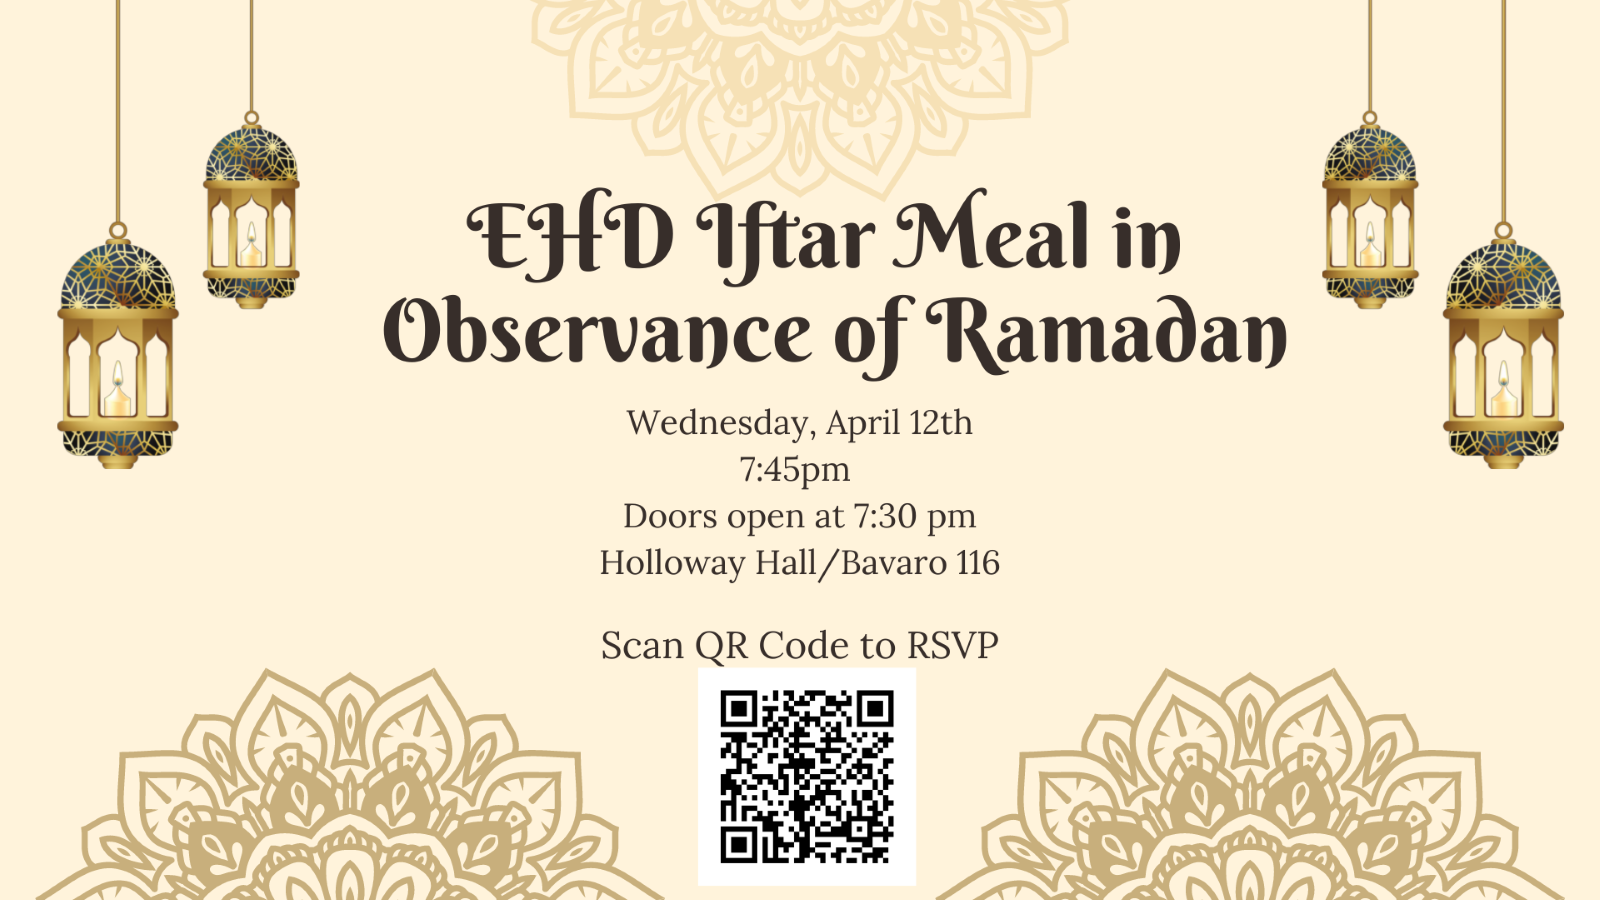 EHD Iftar Meal in
Observance of Ramadan
Wednesday, April 12th
7:45pm
Doors open at 7:30 pm
Holloway Hall/Bavaro 116
Scan QR Code to RSVP